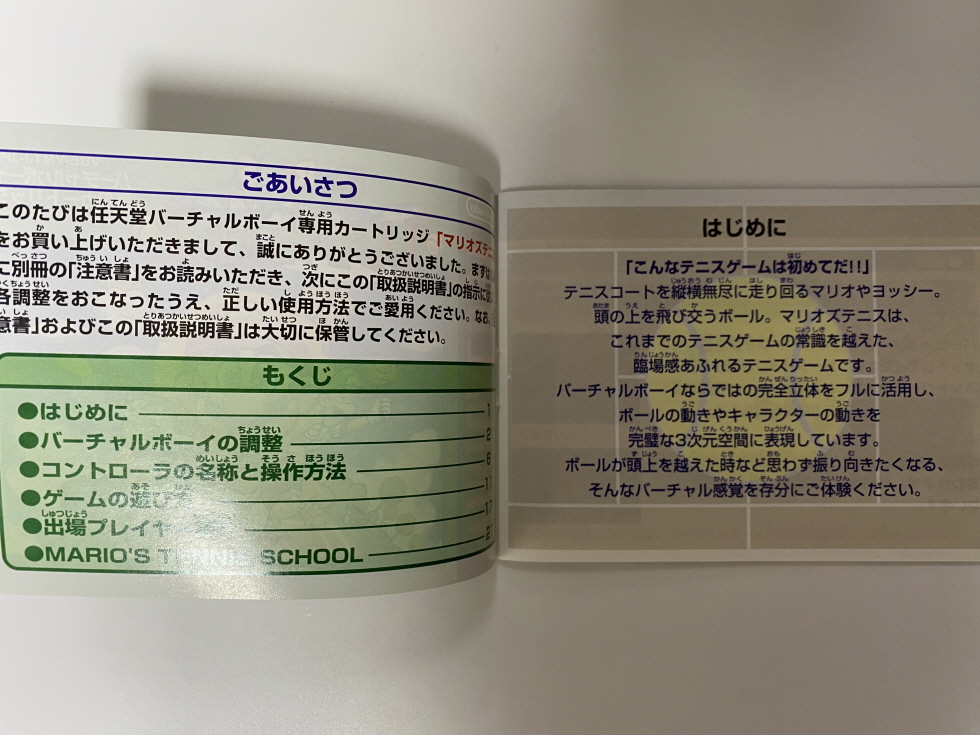 ごあいさつ
このたびは任天堂バーチャルボーイ専用カートリッジ「マリオズテニ
をお買い上げいただきまして、誠にありがとうございました。まずは
に別冊の「注意書」をお読みいただき、次にこの「取扱説明書」の指示に
各調整をおこなったうえ、正しい使用方法でご愛用ください。なお、
意書」およびこの「取扱説明書」は大切に保管してください。
もくじ
●はじめに 1
●バーチャルボーイの調整 2
●コントローラの名称と操作方法 6
●ゲームの遊び方 11
●出場プレイヤー 17
●MARIO'S TENNIS SCHOOL 21
はじめに
「こんなテニスゲームは初めてだ!!」
テニスコートを縦横無尽に走り回るマリオやヨッシー。
頭の上を飛び交うボール。マリオズテニスは、
これまでのテニスゲームの常識を越えた、
臨場感あふれるテニスゲームです。
バーチャルボーイならではの完全立体をフルに活用し、
ボールの動きやキャラクターの動きを
完璧な3次元空間に表現しています。
ボールが頭上を越えた時など思わず振り向きたくなる、
そんなバーチャル感覚を存分にご体験ください。